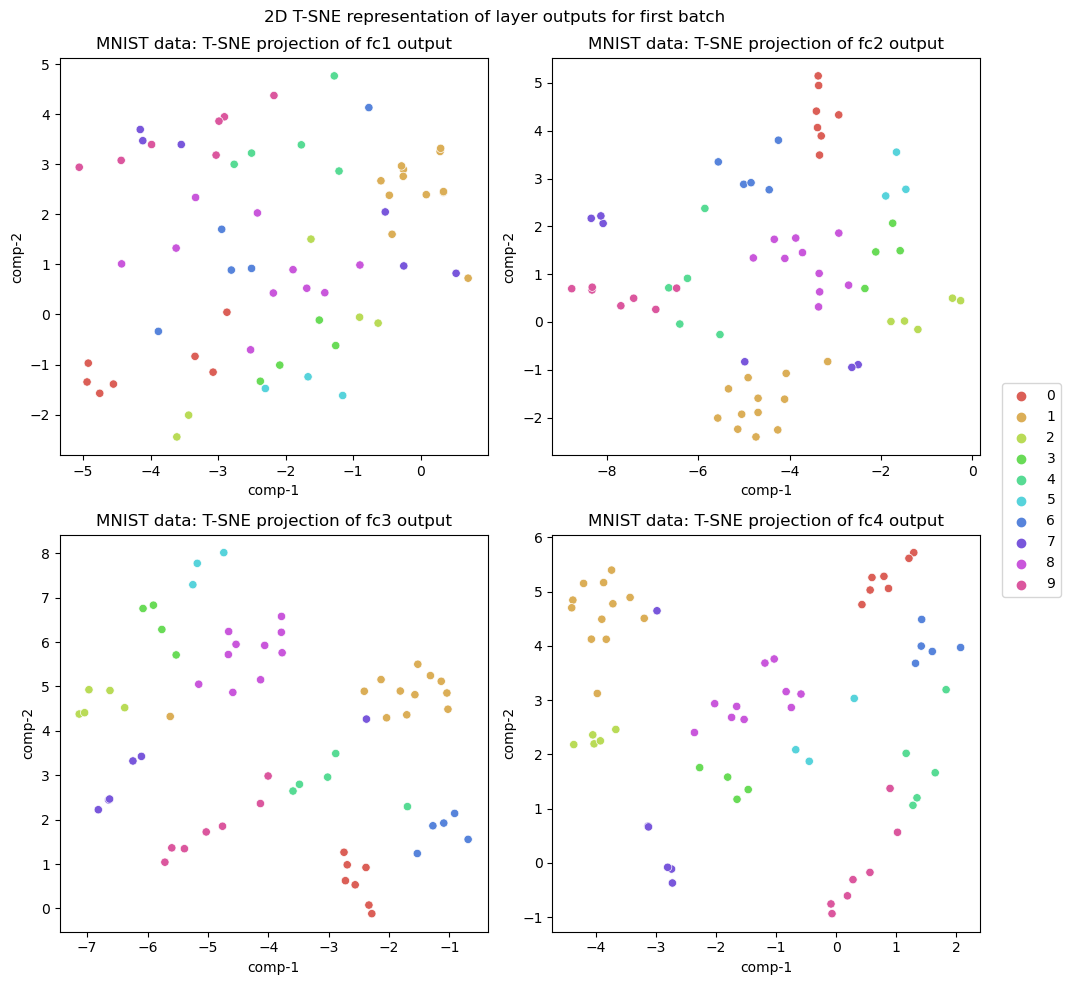 2D T-SNE representation of layer outputs for first batch
MNIST data: T-SNE projection of fc1 output
5
4
3
2
1
0
−1
−2
comp-2
−5 −4 −3 −2 −1 0
comp-1
MNIST data: T-SNE projection of fc2 output
5
4
3
2
1
0
−1
−2
comp-2
−8 −6 −4 −2 0
comp-1
MNIST data: T-SNE projection of fc3 output
8
7
6
5
4
3
2
1
0
comp-2
−7 −6 −5 −4 −3 −2 −1
comp-1
MNIST data: T-SNE projection of fc4 output
6
5
4
3
2
1
0
−1
comp-2
−4 −3 −2 −1 0 1 2
comp-1
0
1
2
3
4
5
6
7
8
9